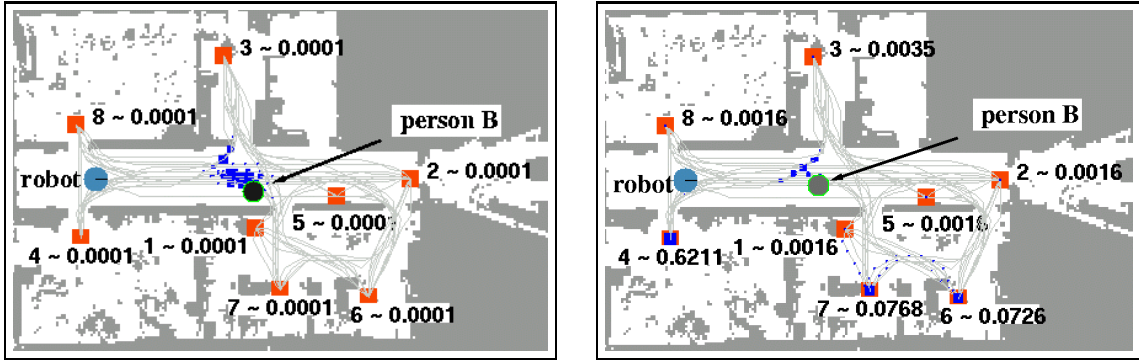 3 ~ 0.0001
8 ~ 0.0001
person B
robot
2 ~ 0.0001
5 ~ 0.000
4 ~ 0.0001
1 ~ 0.0001
7 ~ 0.0001
6 ~ 0.0001
3 ~ 0.0035
8 ~ 0.0016
person B
robot
2 ~ 0.0016
5 ~ 0.0016
4 ~ 0.6211
1 ~ 0.0016
7 ~ 0.0768
6 ~ 0.0726